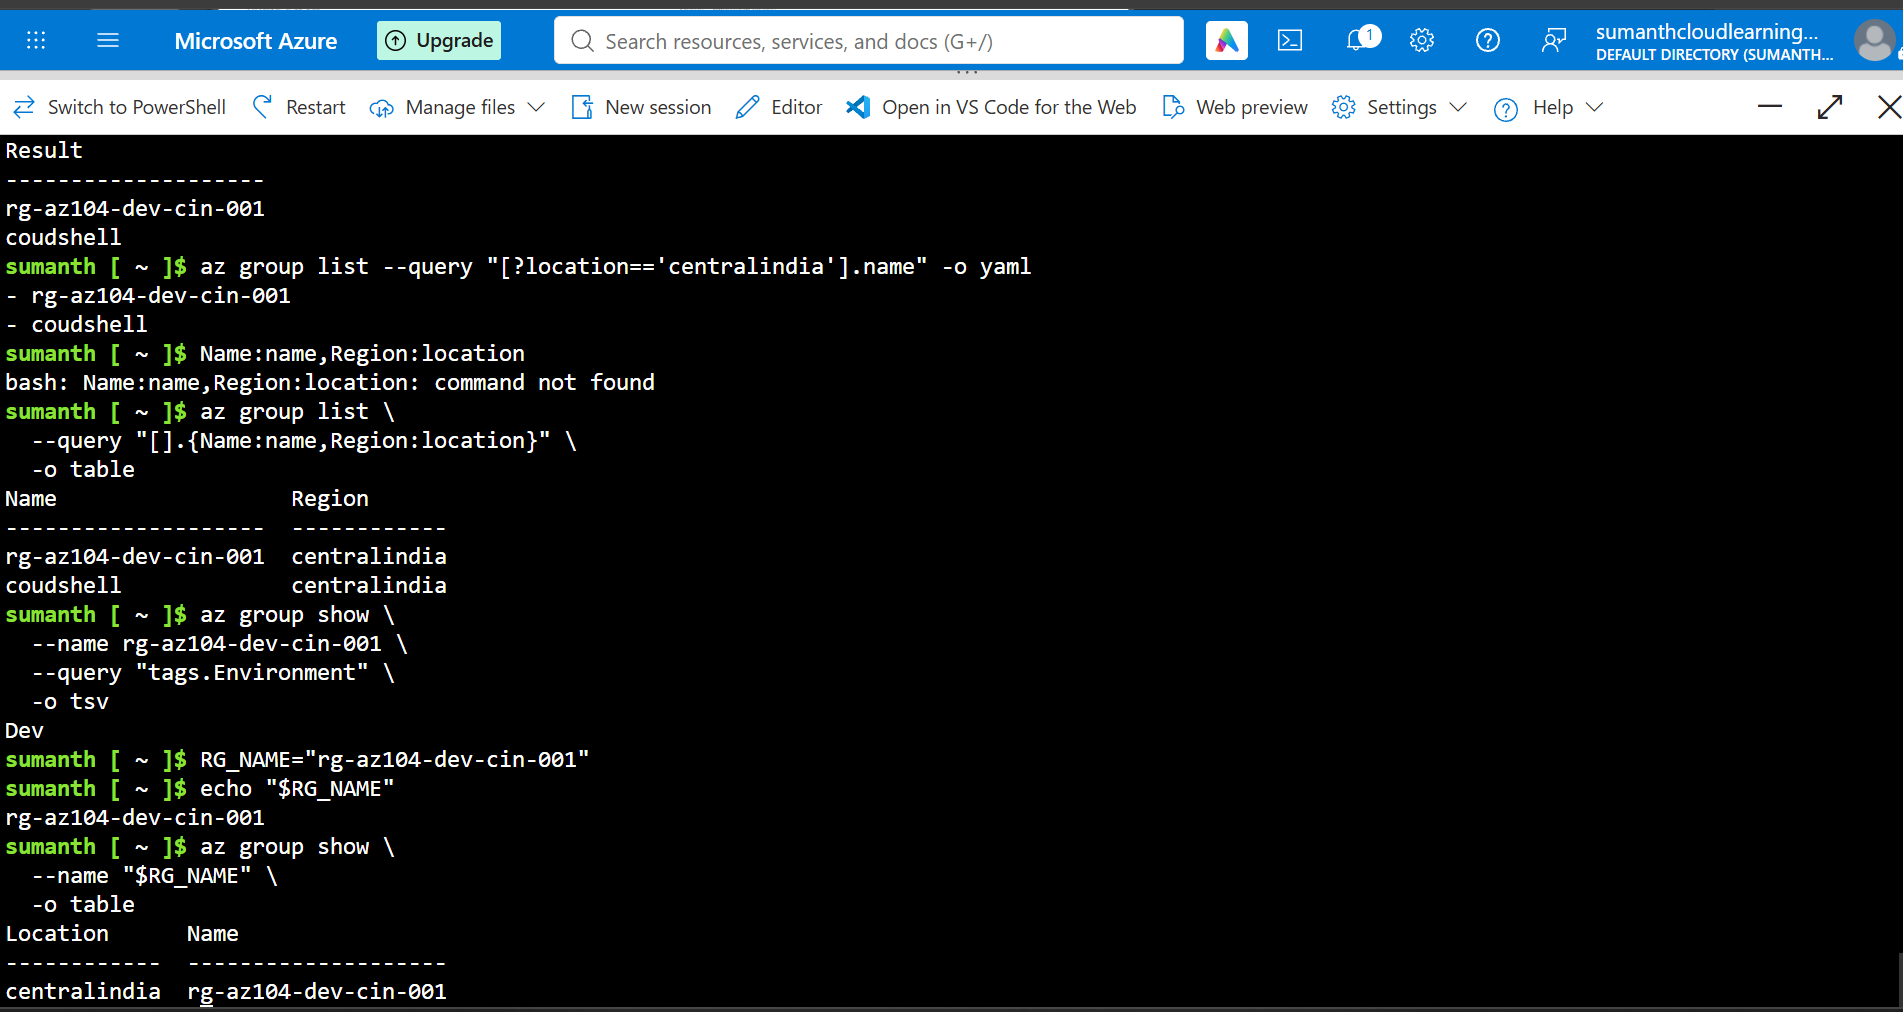 Microsoft Azure Upgrade Search resources, services, and docs (G+/) 1 sumanthcloudlearning...
DEFAULT DIRECTORY (SUMANTH...
Switch to PowerShell Restart Manage files New session Editor Open in VS Code for the Web Web preview Settings Help
Result
--------------------
rg-az104-dev-cin-001
coudshell
sumanth [ ~ ]$ az group list --query "[?location=='centralindia'].name" -o yaml
- rg-az104-dev-cin-001
- coudshell
sumanth [ ~ ]$ Name:name,Region:location
bash: Name:name,Region:location: command not found
sumanth [ ~ ]$ az group list \
  --query "[].{Name:name,Region:location}" \
  -o table
Name                  Region
--------------------  ------------
rg-az104-dev-cin-001  centralindia
coudshell             centralindia
sumanth [ ~ ]$ az group show \
  --name rg-az104-dev-cin-001 \
  --query "tags.Environment" \
  -o tsv
Dev
sumanth [ ~ ]$ RG_NAME="rg-az104-dev-cin-001"
sumanth [ ~ ]$ echo "$RG_NAME"
rg-az104-dev-cin-001
sumanth [ ~ ]$ az group show \
  --name "$RG_NAME" \
  -o table
Location      Name
------------  --------------------
centralindia  rg-az104-dev-cin-001